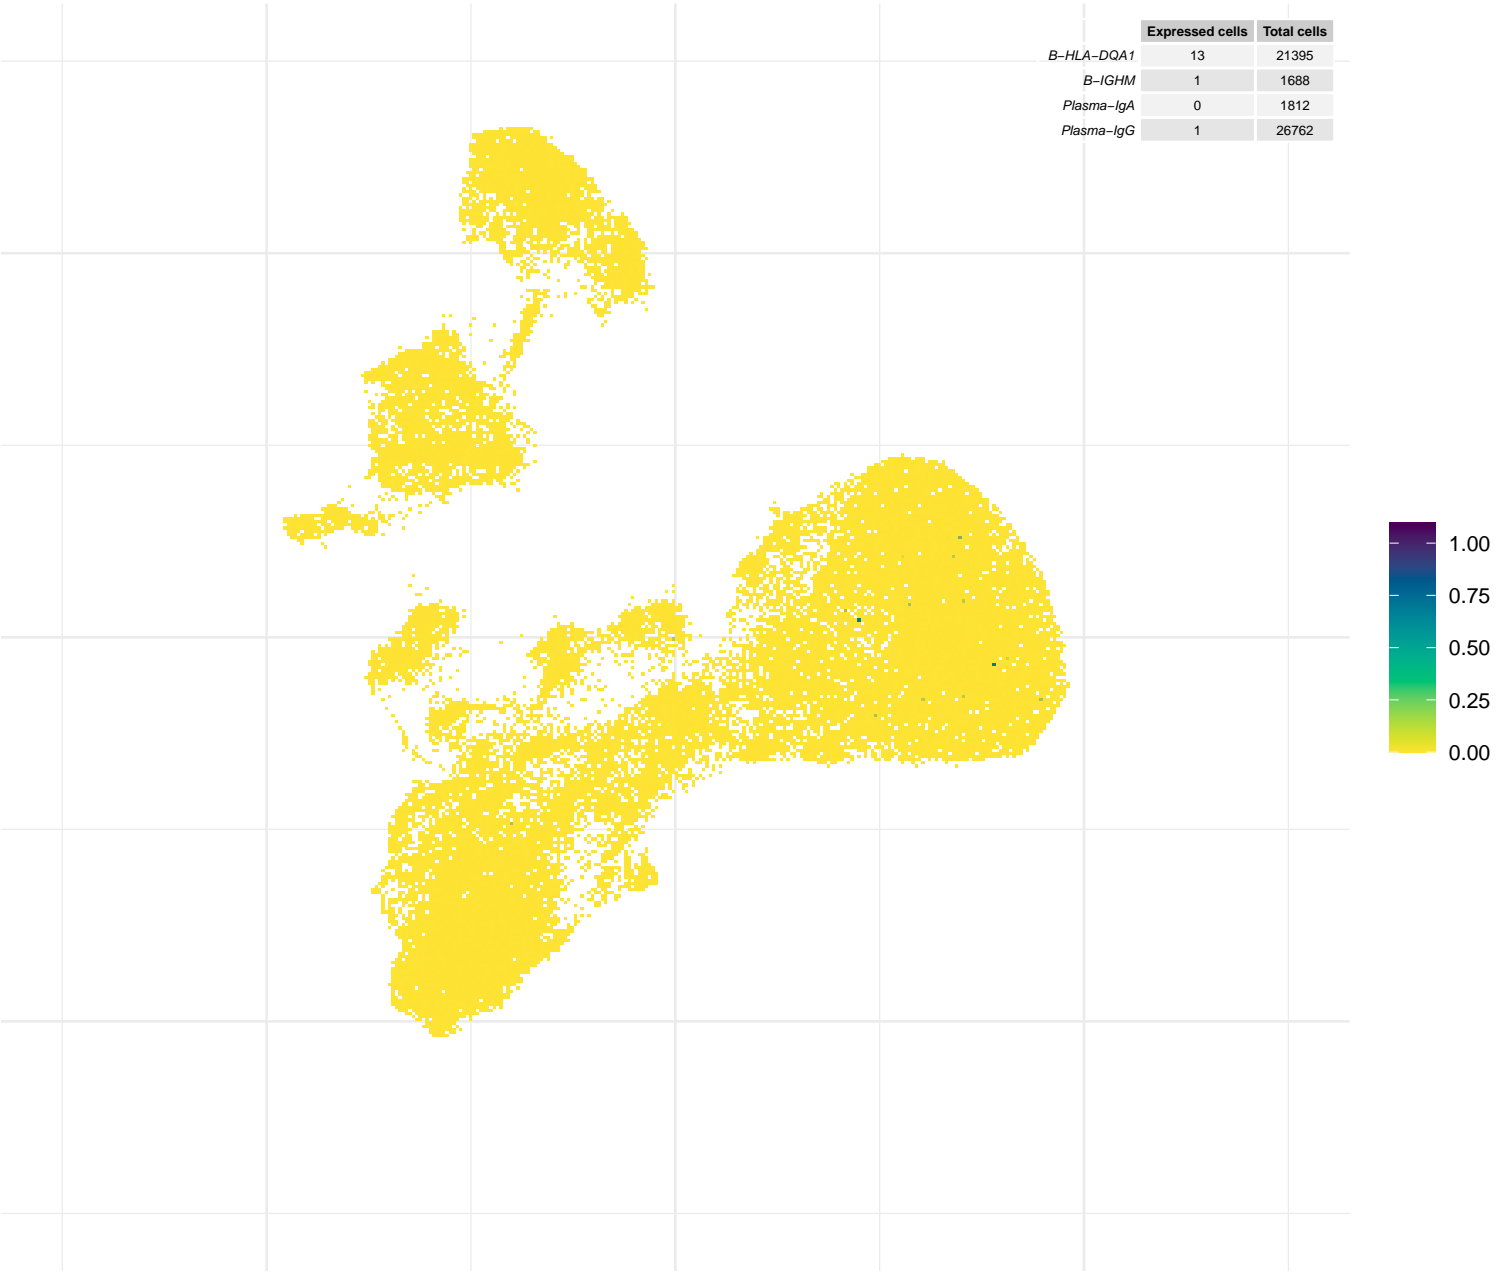 Expressed cells Total cells
B−HLA−DQA1 13 21395
B−IGHM 1 1688
Plasma−IgA 0 1812
Plasma−IgG 1 26762
1.00
0.75
0.50
0.25
0.00